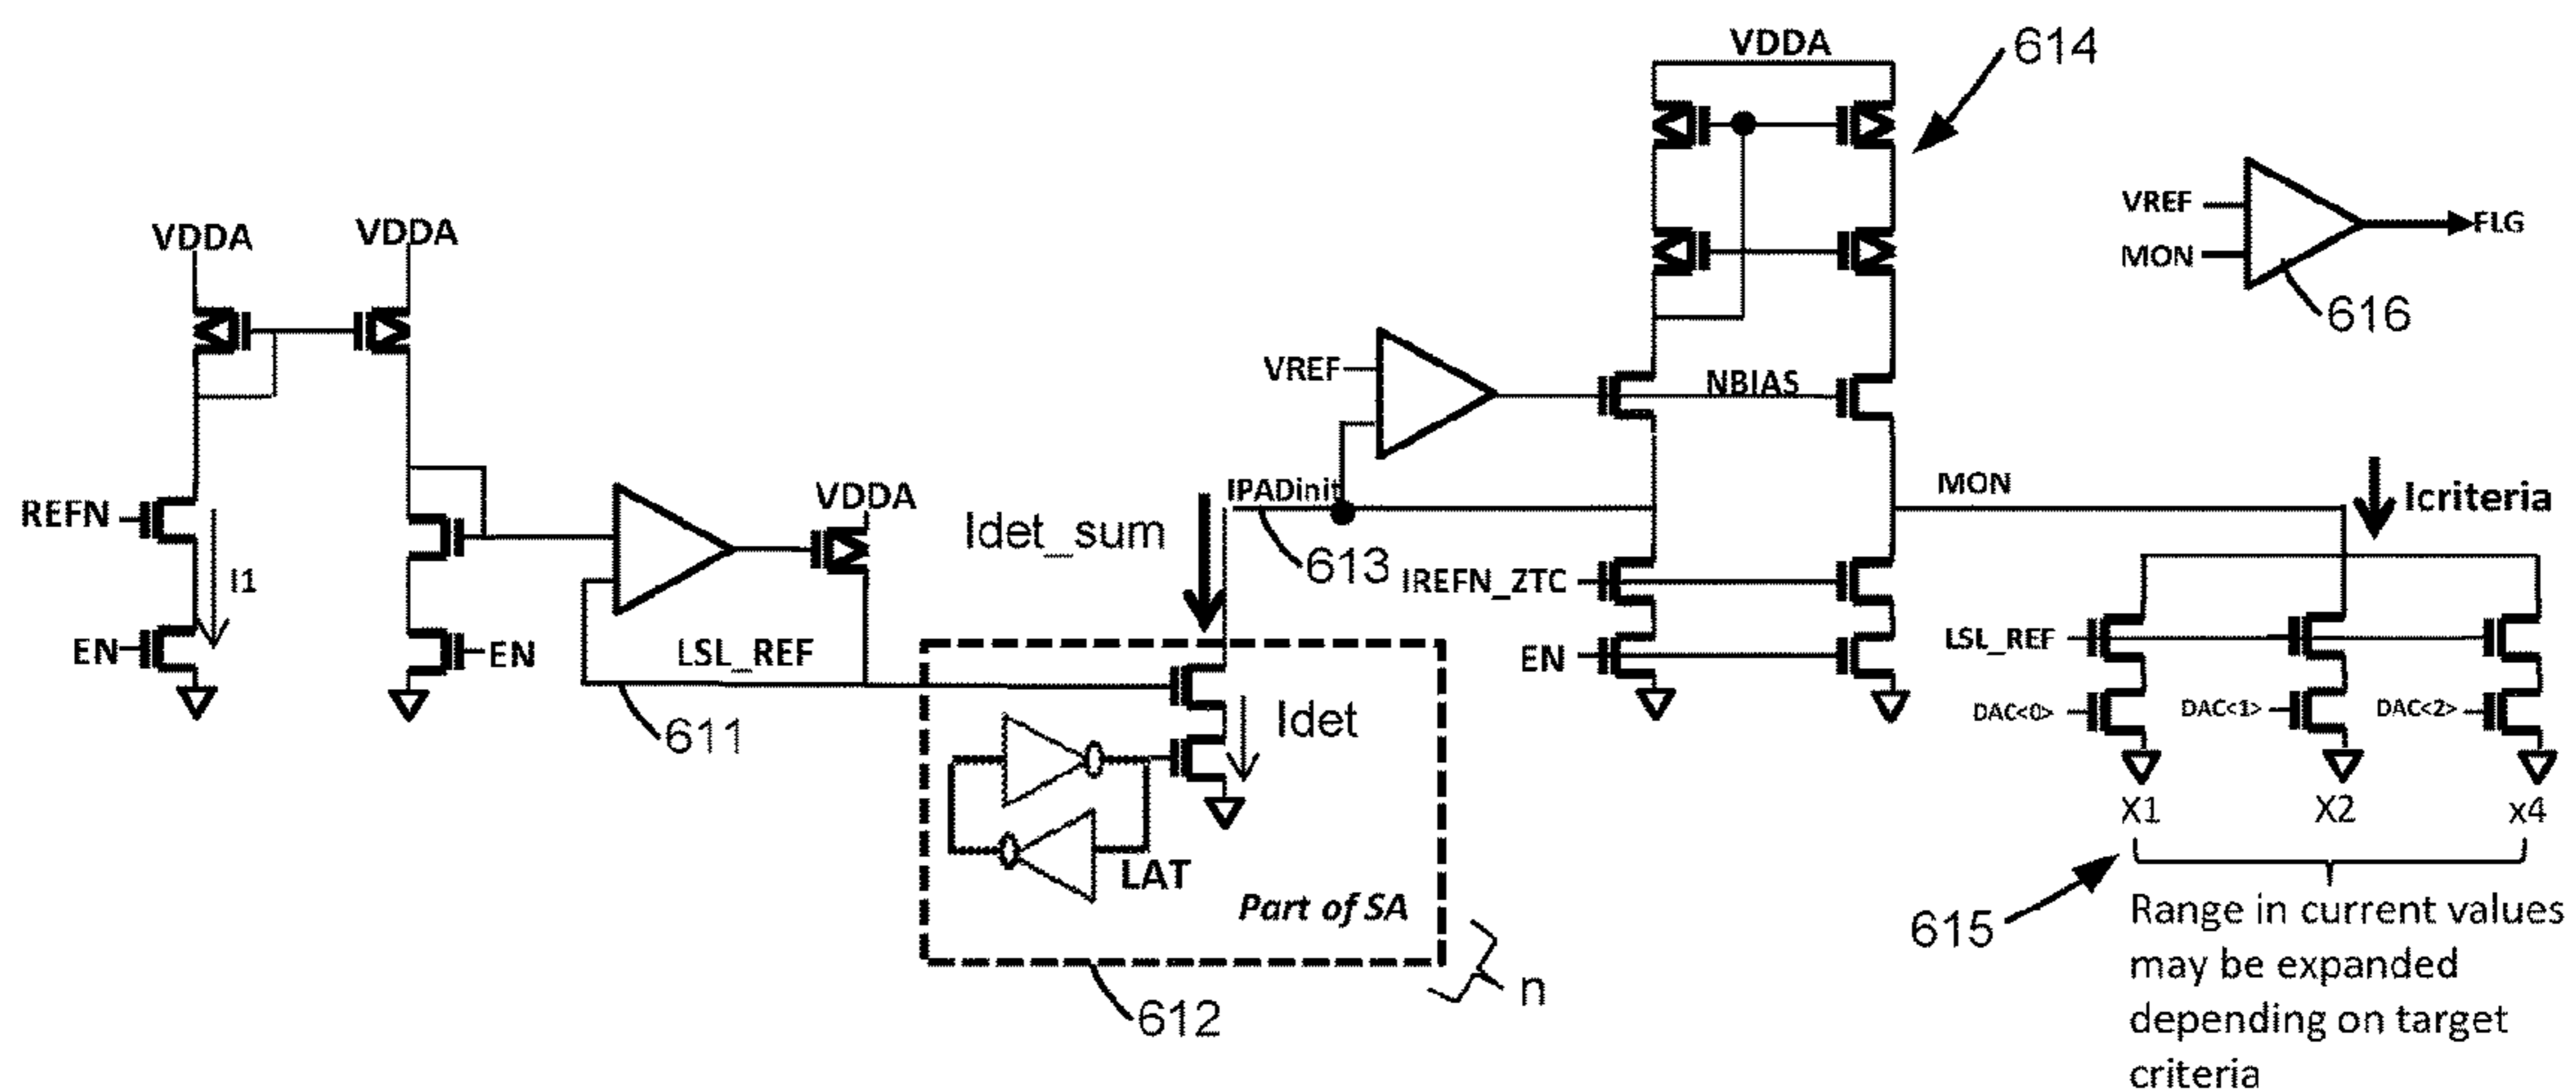 VDDA
614
VREF
FLG
MON
616
VDDA
VDDA
VREF
NBIAS
IPADinit
MON
Icriteria
REFN
VDDA
Idet_sum
613
IREFN_ZTC
I1
EN
EN
LSL_REF
LSL_REF
EN
611
Idet
DAC<0>
DAC<1>
DAC<2>
LAT
X1
X2
x4
Part of SA
615
Range in current values
may be expanded
depending on target
criteria
n
612